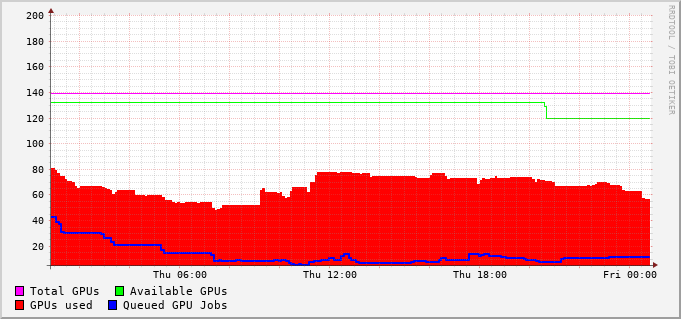 RRDTOOL / TOBI OETIKER
200
180
160
140
120
100
80
60
40
20
Thu 06:00 Thu 12:00 Thu 18:00 Fri 00:00
Total GPUs Available GPUs
GPUs used Queued GPU Jobs